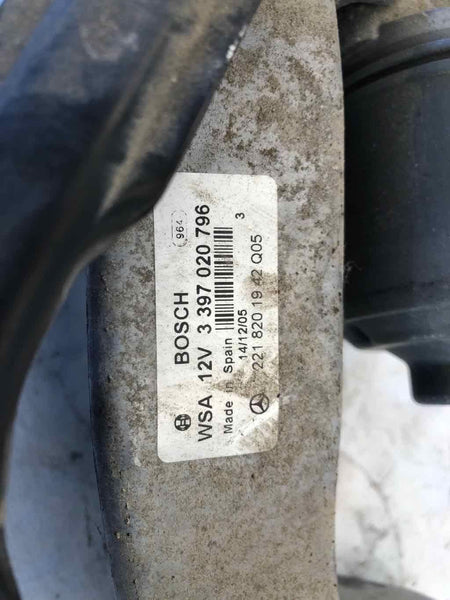 BOSCH 964
WSA 12V 3 397 020 796
Made in Spain 3
14/12/05
221 820 19 42 Q05